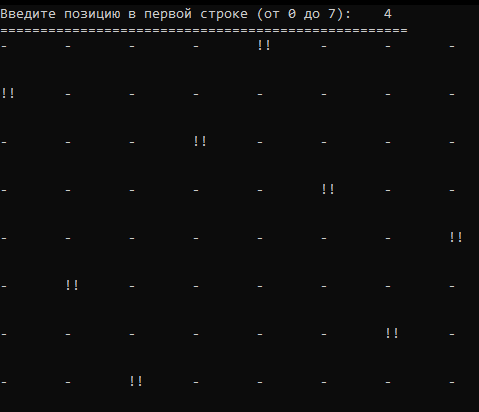 Введите позицию в первой строке (от 0 до 7): 4
===================================================
- - - - !! - - -
!! - - - - - - -
- - - !! - - - -
- - - - - !! - -
- - - - - - - !!
- !! - - - - - -
- - - - - - !! -
- - !! - - - - -